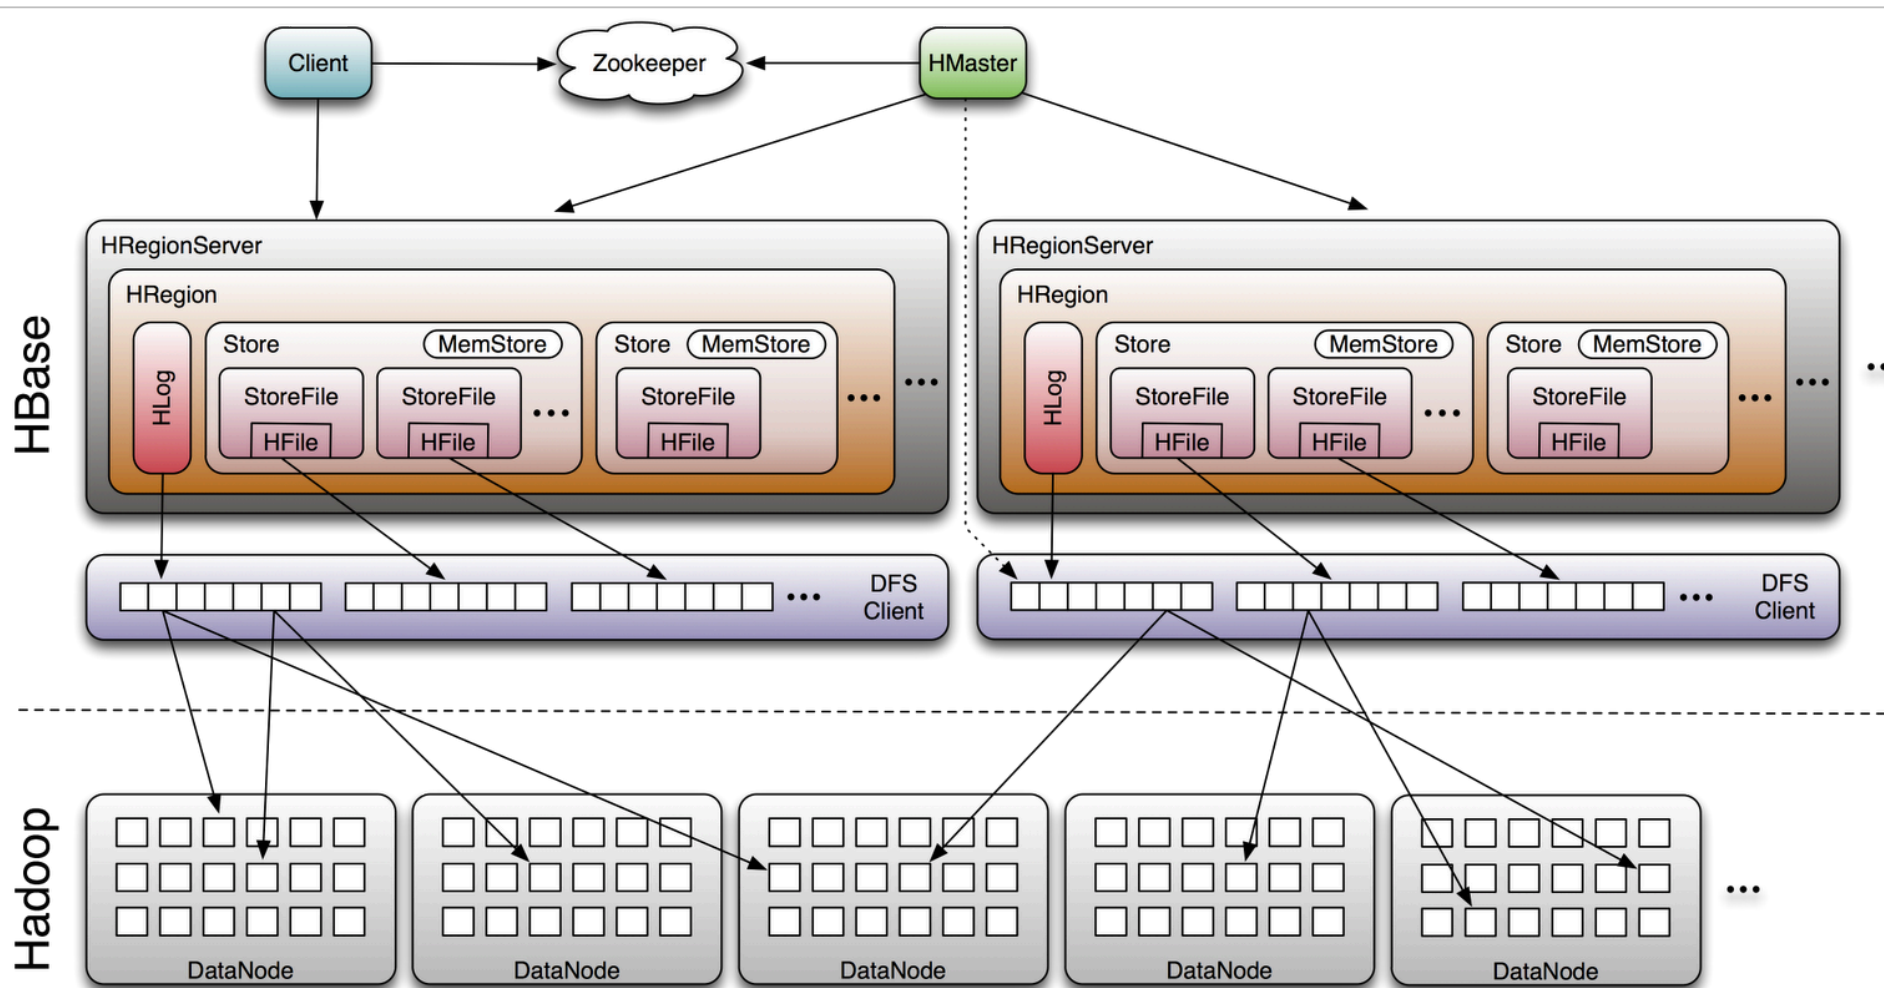 Client
Zookeeper
HMaster
HBase
HRegionServer
HRegion
HLog
Store
MemStore
StoreFile
HFile
StoreFile
HFile
...
Store
MemStore
StoreFile
HFile
...
...
HRegionServer
HRegion
HLog
Store
MemStore
StoreFile
HFile
StoreFile
HFile
...
Store
MemStore
StoreFile
HFile
...
...
...
DFS
Client
...
DFS
Client
Hadoop
DataNode
DataNode
DataNode
DataNode
DataNode
...